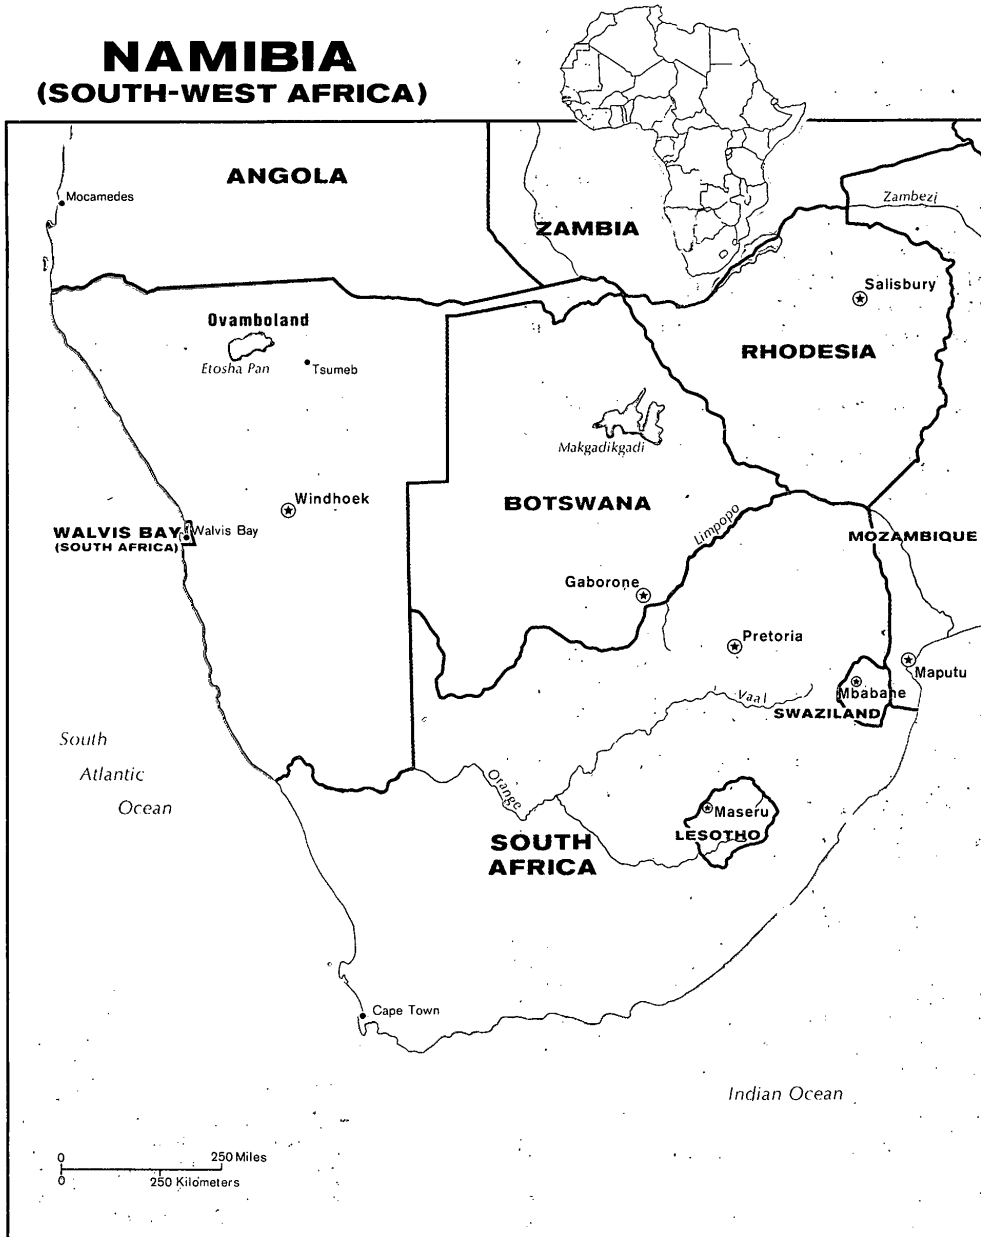 NAMIBIA
(SOUTH-WEST AFRICA)
ANGOLA
Mocamedes
Zambezi
ZAMBIA
Salisbury
Ovamboland
RHODESIA
Etosha Pan
Tsumeb
Makgadikgadi
Windhoek
BOTSWANA
Limpopo
WALVIS BAY
(SOUTH AFRICA)
Walvis Bay
MOZAMBIQUE
Gaborone
Pretoria
Maputu
Mbabane
Vaal
SWAZILAND
South
Atlantic
Ocean
Orange
Maseru
LESOTHO
SOUTH
AFRICA
Cape Town
Indian Ocean
0 250 Miles
0 250 Kilometers